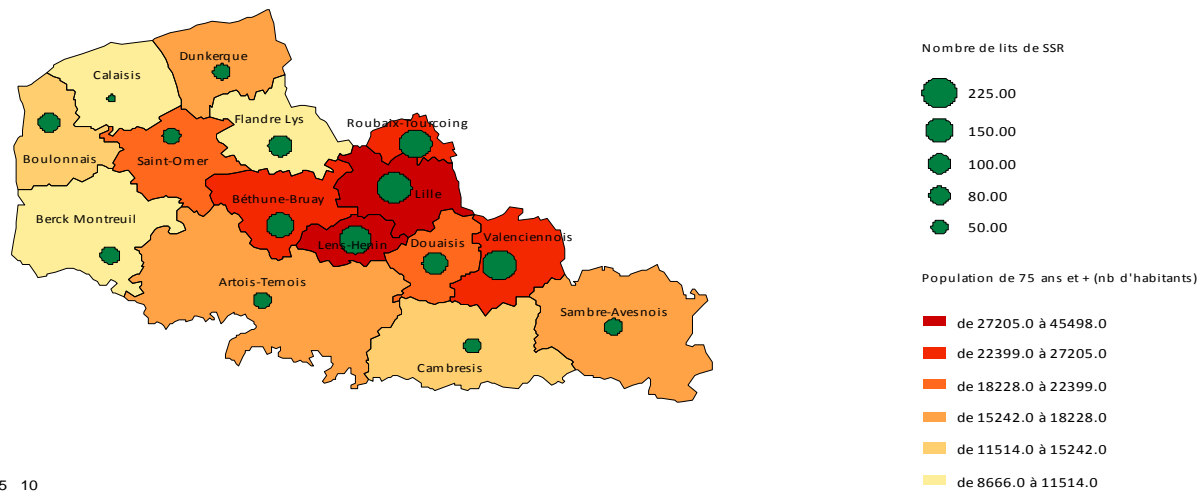 Dunkerque
Calaisis
Flandre Lys
Roubaix-Tourcoing
Boulonnais
Saint-Omer
Lille
Béthune-Bruay
Berck Montreuil
Lens-Henin
Douaisis
Valenciennois
Artois-Ternois
Sambre-Avesnois
Cambresis
5 10
Nombre de lits de SSR
225.00
150.00
100.00
80.00
50.00
Population de 75 ans et + (nb d'habitants)
de 27205.0 à 45498.0
de 22399.0 à 27205.0
de 18228.0 à 22399.0
de 15242.0 à 18228.0
de 11514.0 à 15242.0
de 8666.0 à 11514.0